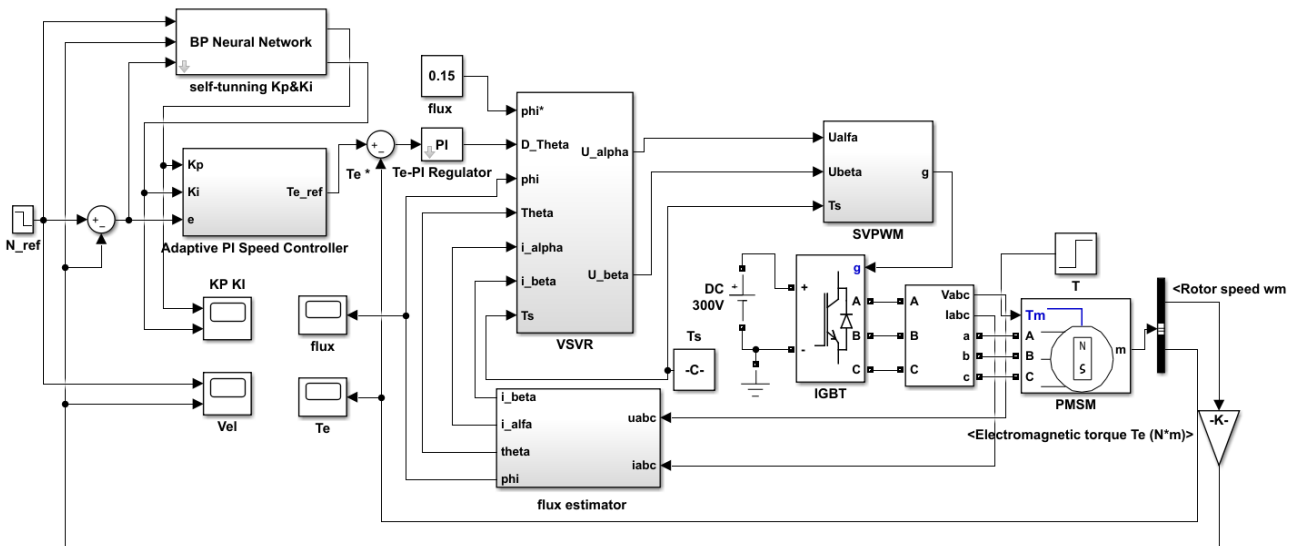 BP Neural Network
self-tunning Kp&Ki
0.15
flux
Kp
Ki
e
Te_ref
Adaptive PI Speed Controller
N_ref
+
-
+
-
Te *
PI
Te-PI Regulator
phi*
D_Theta
phi
Theta
i_alpha
i_beta
Ts
U_alpha
U_beta
VSVR
Ualfa
Ubeta
Ts
g
SVPWM
KP KI
Vel
flux
Te
Ts
-C-
DC
300V
+
g
+
-
A
B
C
IGBT
A
B
C
Vabc
Iabc
a
b
c
T
Tm
A
B
C
N
S
m
PMSM
<Rotor speed wm
<Electromagnetic torque Te (N*m)>
-K-
i_beta
i_alfa
theta
phi
uabc
iabc
flux estimator